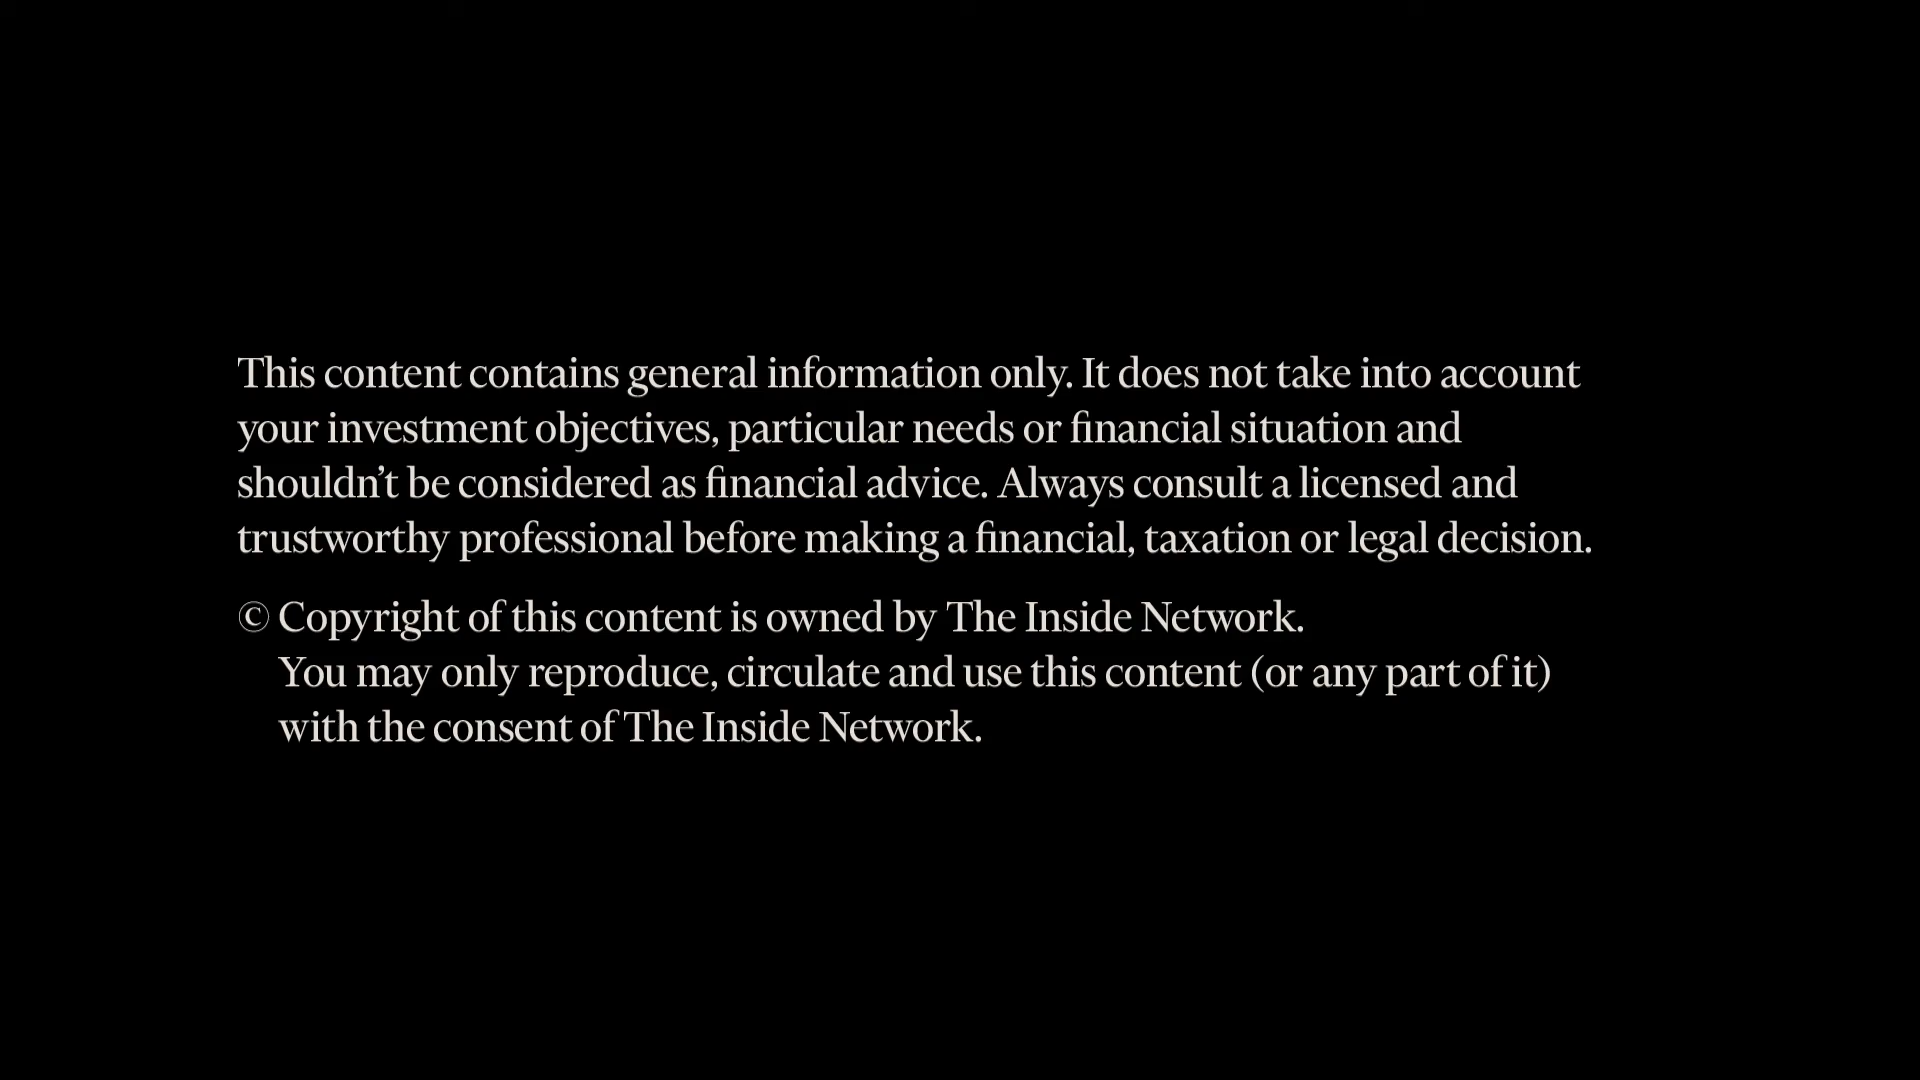 This content contains general information only. It does not take into account
your investment objectives, particular needs or financial situation and
shouldn’t be considered as financial advice. Always consult a licensed and
trustworthy professional before making a financial, taxation or legal decision.
© Copyright of this content is owned by The Inside Network.
You may only reproduce, circulate and use this content (or any part of it)
with the consent of The Inside Network.